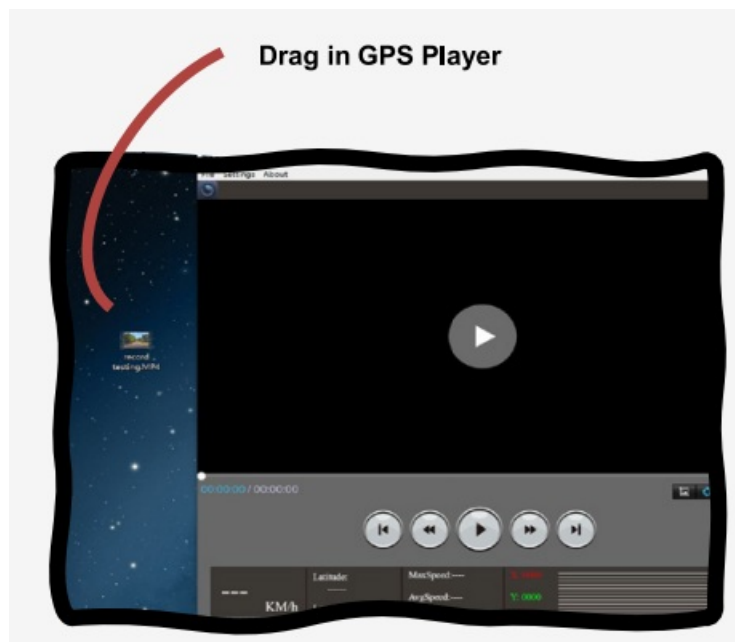 Drag in GPS Player
File Settings About
record
testing.MP4
00:00:00 / 00:00:00
---
KM/h
Latitude:
----
MaxSpeed:----
AvgSpeed:----
X: 0000
Y: 0000